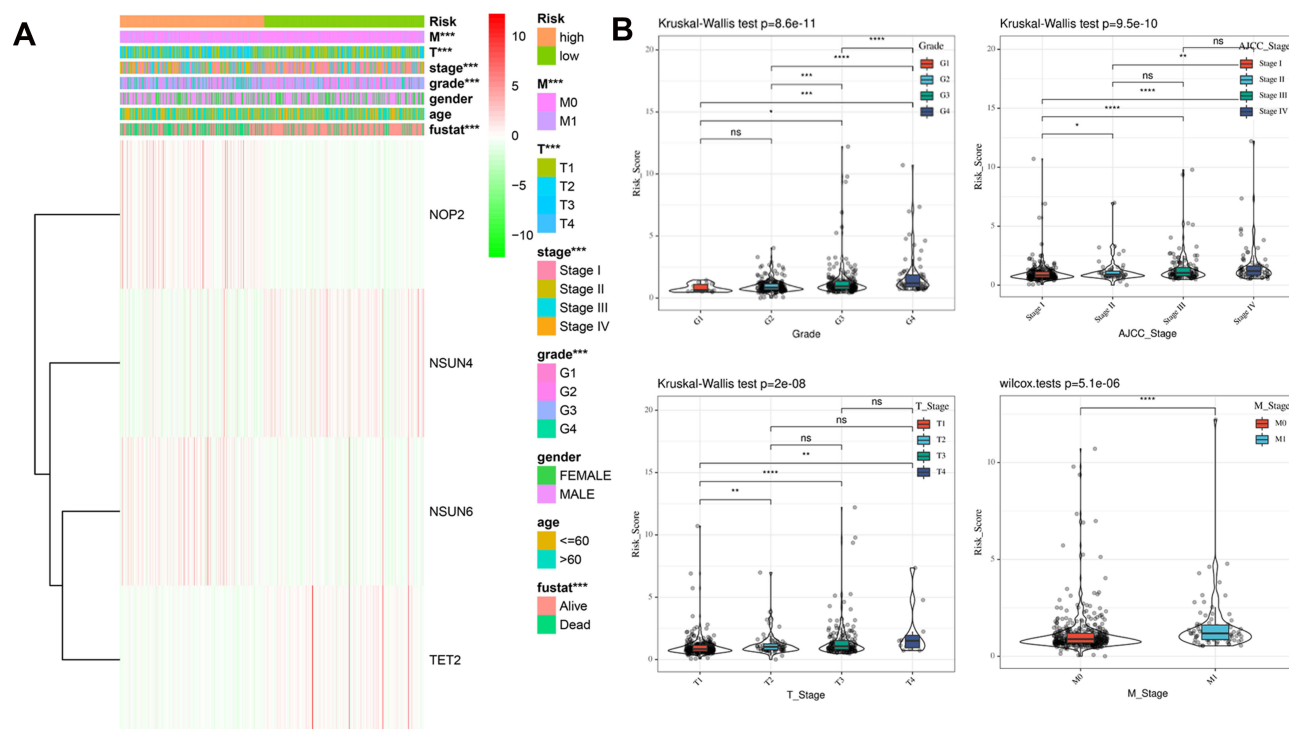 A
Risk
M***
T***
stage***
grade***
gender
age
fustat***
NOP2
NSUN4
NSUN6
TET2
10
5
0
−5
−10
Risk
high
low
M***
M0
M1
T***
T1
T2
T3
T4
stage***
Stage I
Stage II
Stage III
Stage IV
grade***
G1
G2
G3
G4
gender
FEMALE
MALE
age
<=60
>60
fustat***
Alive
Dead
B
Kruskal-Wallis test p=8.6e-11
Risk_Score
20
15
10
5
0
****
****
***
***
*
ns
Grade
G1
G2
G3
G4
G1
G2
G3
G4
Grade
Kruskal-Wallis test p=9.5e-10
Risk_Score
20
15
10
5
0
ns
**
ns
****
****
*
AJCC_Stage
Stage I
Stage II
Stage III
Stage IV
Stage I
Stage II
Stage III
Stage IV
AJCC_Stage
Kruskal-Wallis test p=2e-08
Risk_Score
20
15
10
5
0
ns
ns
ns
**
****
**
T_Stage
T1
T2
T3
T4
T1
T2
T3
T4
T_Stage
wilcox.tests p=5.1e-06
Risk_Score
10
5
0
****
M_Stage
M0
M1
M0
M1
M_Stage